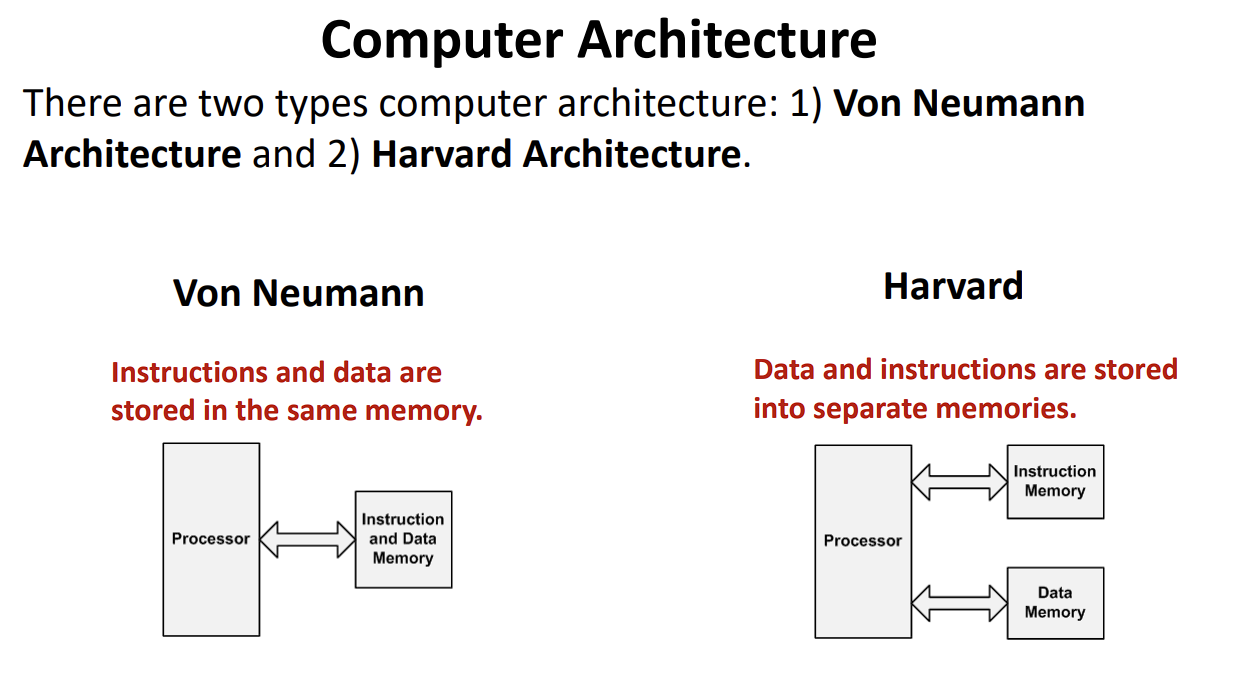 Computer Architecture
There are two types computer architecture: 1) Von Neumann
Architecture and 2) Harvard Architecture.
Von Neumann
Instructions and data are
stored in the same memory.
Processor
Instruction
and Data
Memory
Harvard
Data and instructions are stored
into separate memories.
Processor
Instruction
Memory
Data
Memory